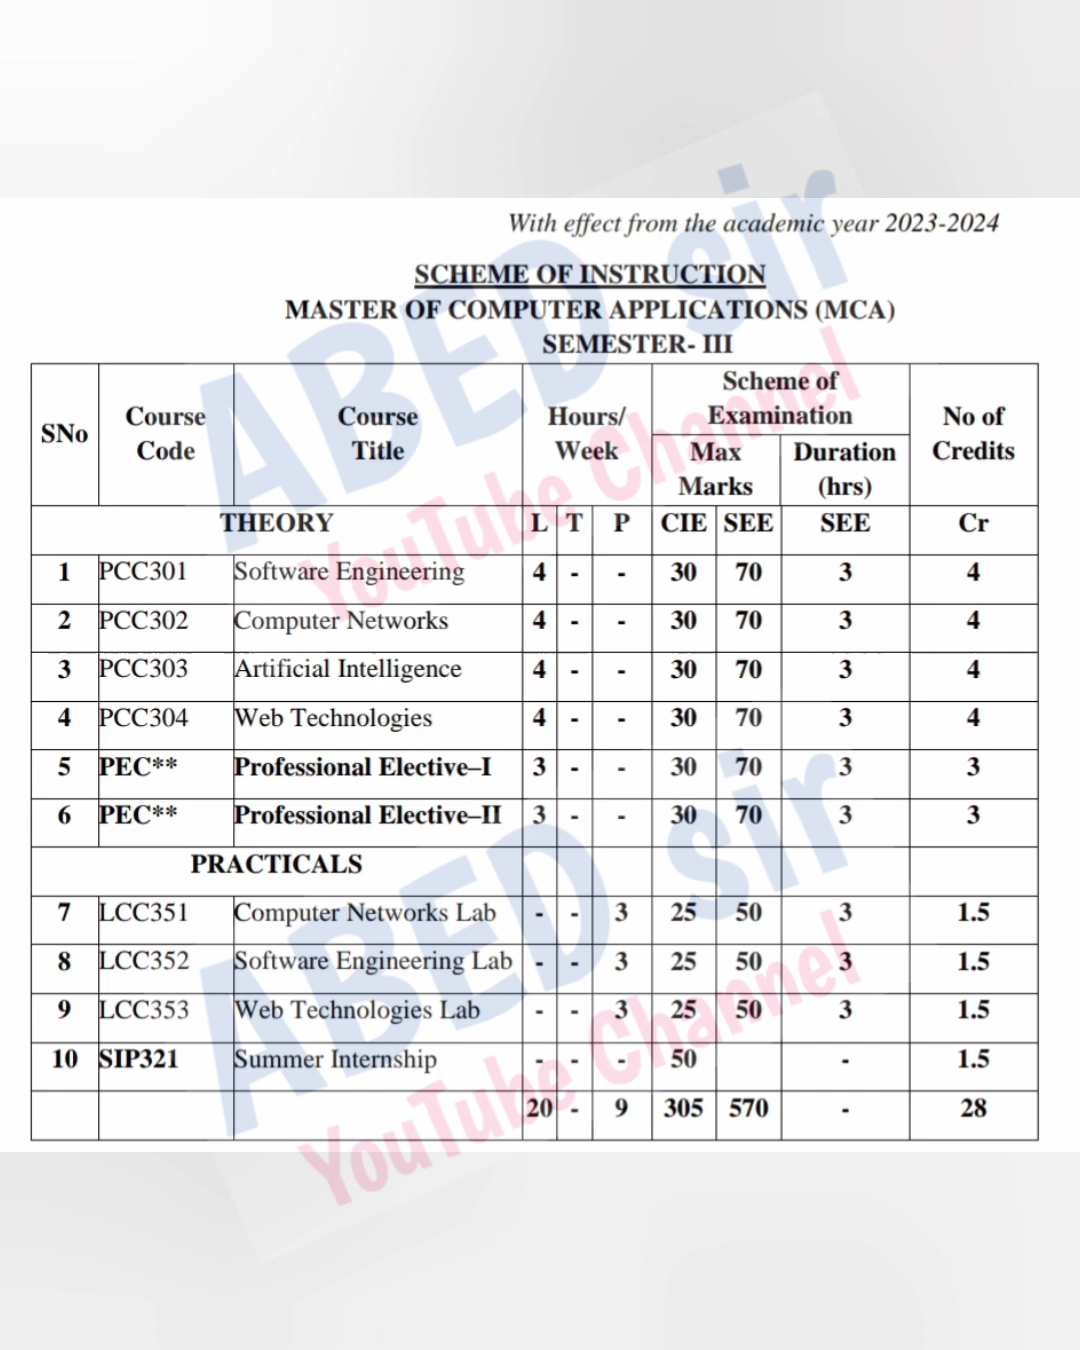 With effect from the academic year 2023-2024
SCHEME OF INSTRUCTION
MASTER OF COMPUTER APPLICATIONS (MCA)
SEMESTER- III
SNo Course Code Course Title Hours/ Week Scheme of Examination No of Credits
Max Marks Duration (hrs)
THEORY L T P CIE SEE SEE Cr
1 PCC301 Software Engineering 4 - - 30 70 3 4
2 PCC302 Computer Networks 4 - - 30 70 3 4
3 PCC303 Artificial Intelligence 4 - - 30 70 3 4
4 PCC304 Web Technologies 4 - - 30 70 3 4
5 PEC** Professional Elective–I 3 - - 30 70 3 3
6 PEC** Professional Elective–II 3 - - 30 70 3 3
PRACTICALS
7 LCC351 Computer Networks Lab - - 3 25 50 3 1.5
8 LCC352 Software Engineering Lab - - 3 25 50 3 1.5
9 LCC353 Web Technologies Lab - - 3 25 50 3 1.5
10 SIP321 Summer Internship - - - 50 - 1.5
20 - 9 305 570 - 28
ABED sir
YouTube Channel
ABED sir
YouTube Channel